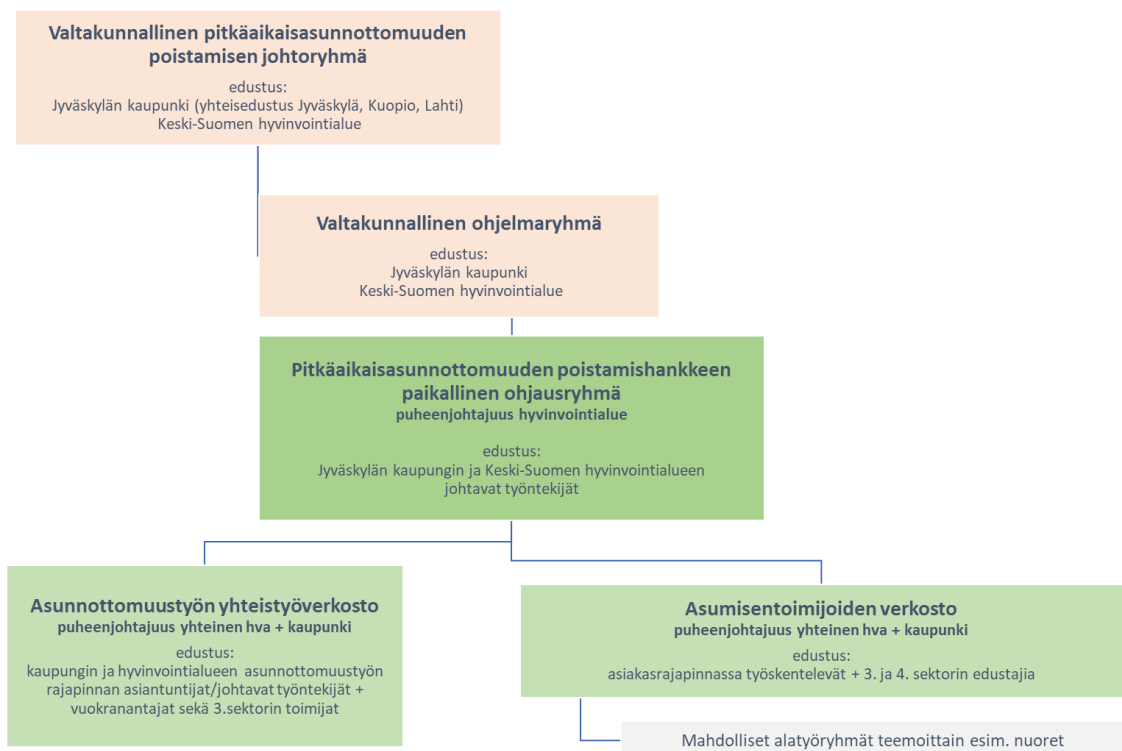 Valtakunnallinen pitkäaikaisasunnottomuuden
poistamisen johtoryhmä
edustus:
Jyväskylän kaupunki (yhteisedustus Jyväskylä, Kuopio, Lahti)
Keski-Suomen hyvinvointialue
Valtakunnallinen ohjelmaryhmä
edustus:
Jyväskylän kaupunki
Keski-Suomen hyvinvointialue
Pitkäaikaisasunnottomuuden poistamishankkeen
paikallinen ohjausryhmä
puheenjohtajuus hyvinvointialue
edustus:
Jyväskylän kaupungin ja Keski-Suomen hyvinvointialueen
johtavat työntekijät
Asunnottomuustyön yhteistyöverkosto
puheenjohtajuus yhteinen hva + kaupunki
edustus:
kaupungin ja hyvinvointialueen asunnottomuustyön
rajapinnan asiantuntijat/johtavat työntekijät +
vuokranantajat sekä 3.sektorin toimijat
Asumisentoimijoiden verkosto
puheenjohtajuus yhteinen hva + kaupunki
edustus:
asiakasrajapinnassa työskentelevät + 3. ja 4. sektorin edustajia
Mahdolliset alatyöryhmät teemoittain esim. nuoret